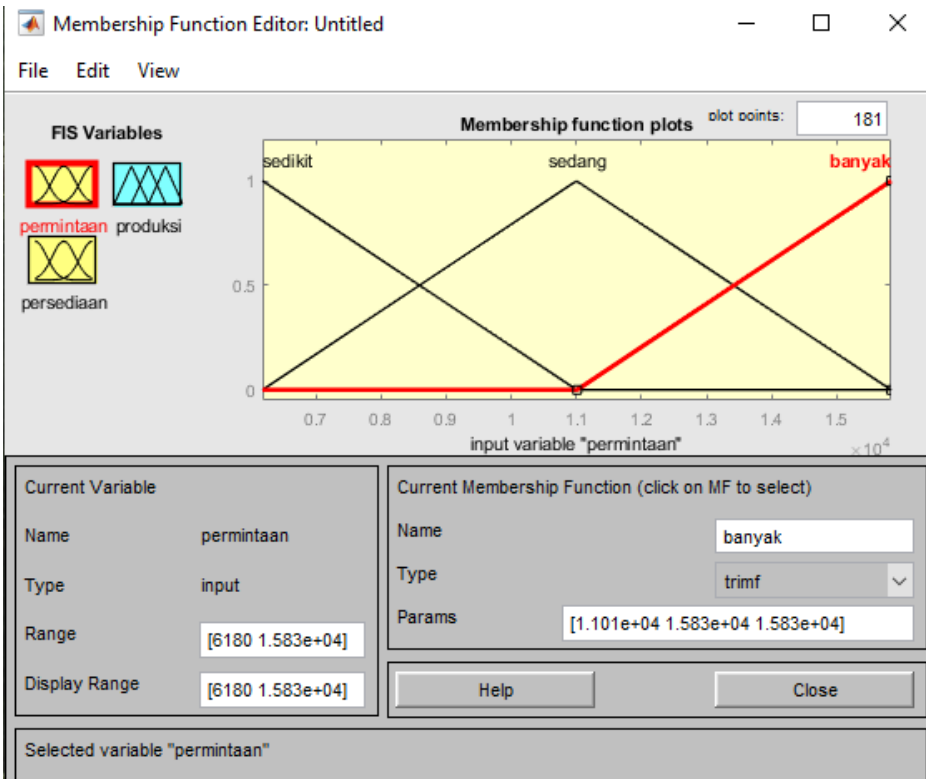 Membership Function Editor: Untitled
File Edit View
FIS Variables
permintaan produksi
persediaan
Membership function plots plot points: 181
sedikit sedang banyak
1
0.5
0
0.7 0.8 0.9 1 1.1 1.2 1.3 1.4 1.5
input variable "permintaan"
×10⁴
Current Variable
Name permintaan
Type input
Range [6180 1.583e+04]
Display Range [6180 1.583e+04]
Current Membership Function (click on MF to select)
Name banyak
Type trimf
Params [1.101e+04 1.583e+04 1.583e+04]
Help Close
Selected variable "permintaan"